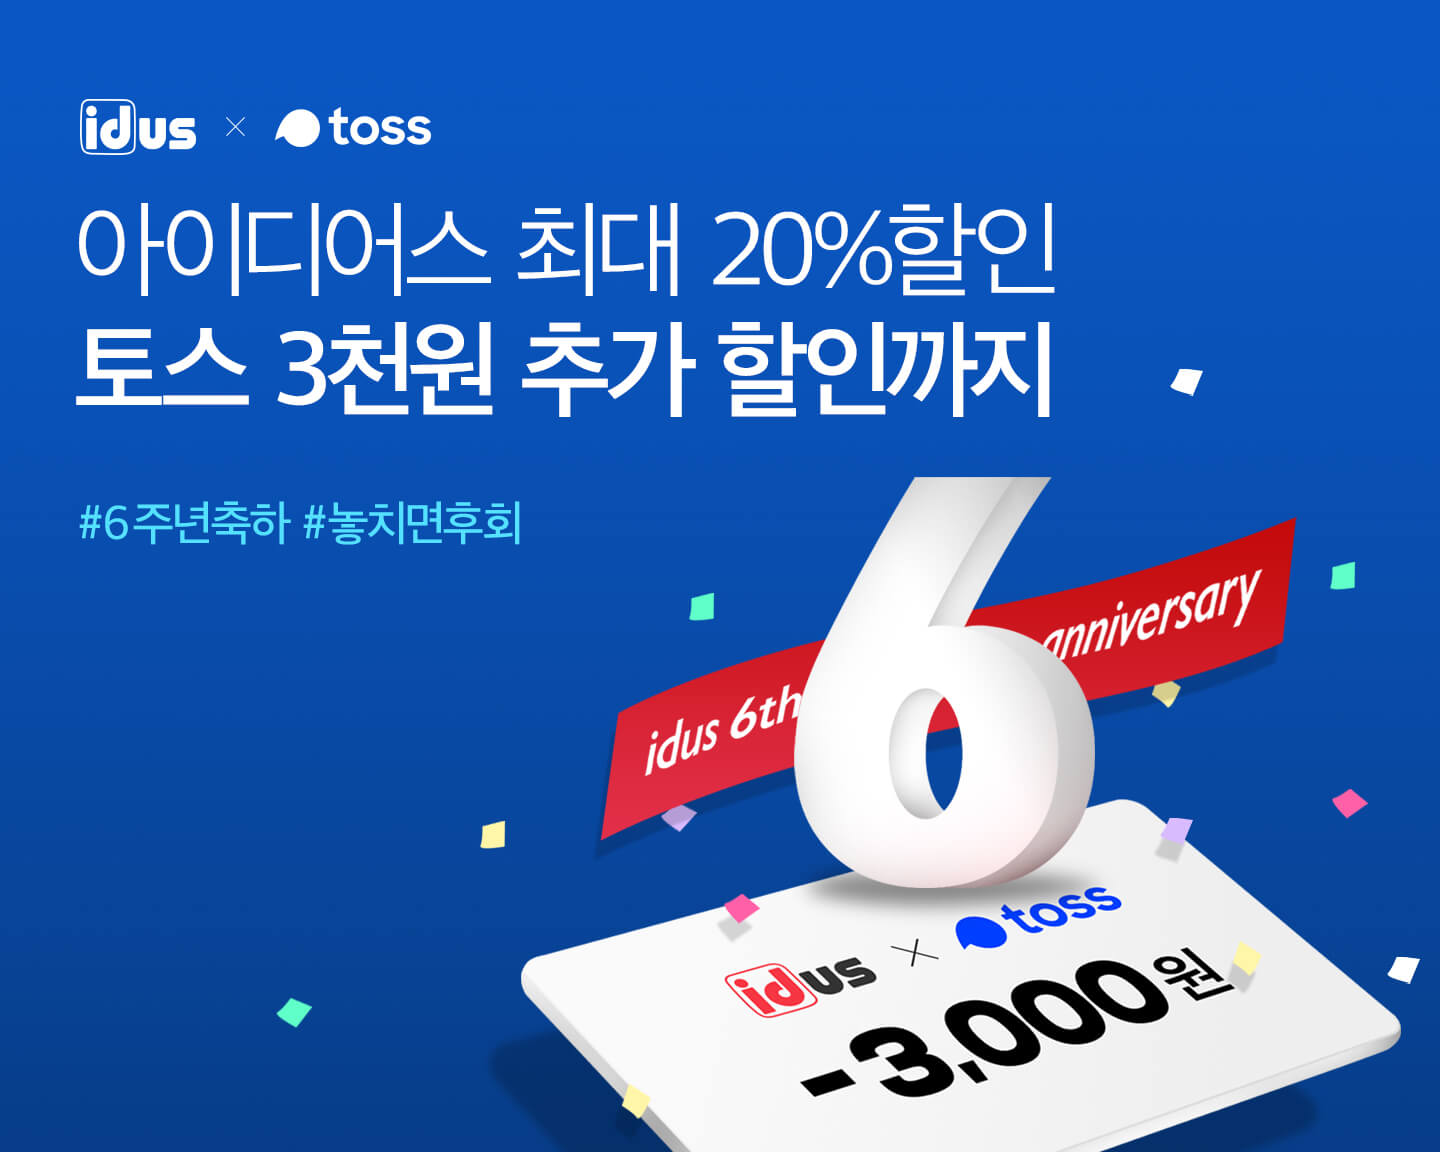 idus × toss
아이디어스 최대 20%할인
토스 3천원 추가 할인까지
#6주년축하 #놓치면후회
idus 6th anniversary
6
idus × toss
-3,000원